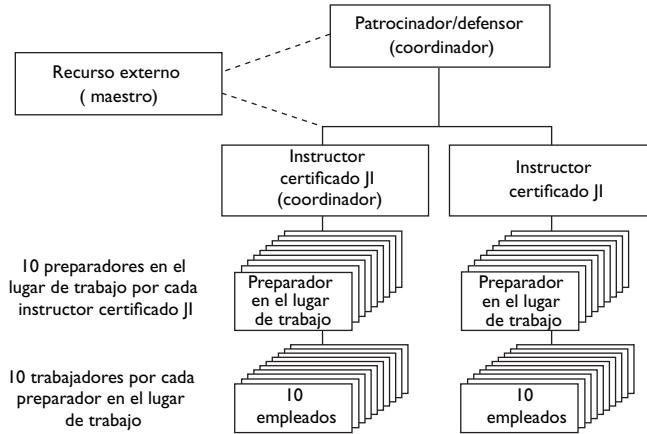 Patrocinador/defensor
(coordinador)
Recurso externo
( maestro)
Instructor
certificado JI
(coordinador)
Instructor
certificado JI
10 preparadores en el
lugar de trabajo por cada
instructor certificado JI
Preparador
en el lugar
de trabajo
Preparador
en el lugar
de trabajo
10 trabajadores por cada
preparador en el lugar
de trabajo
10
empleados
10
empleados